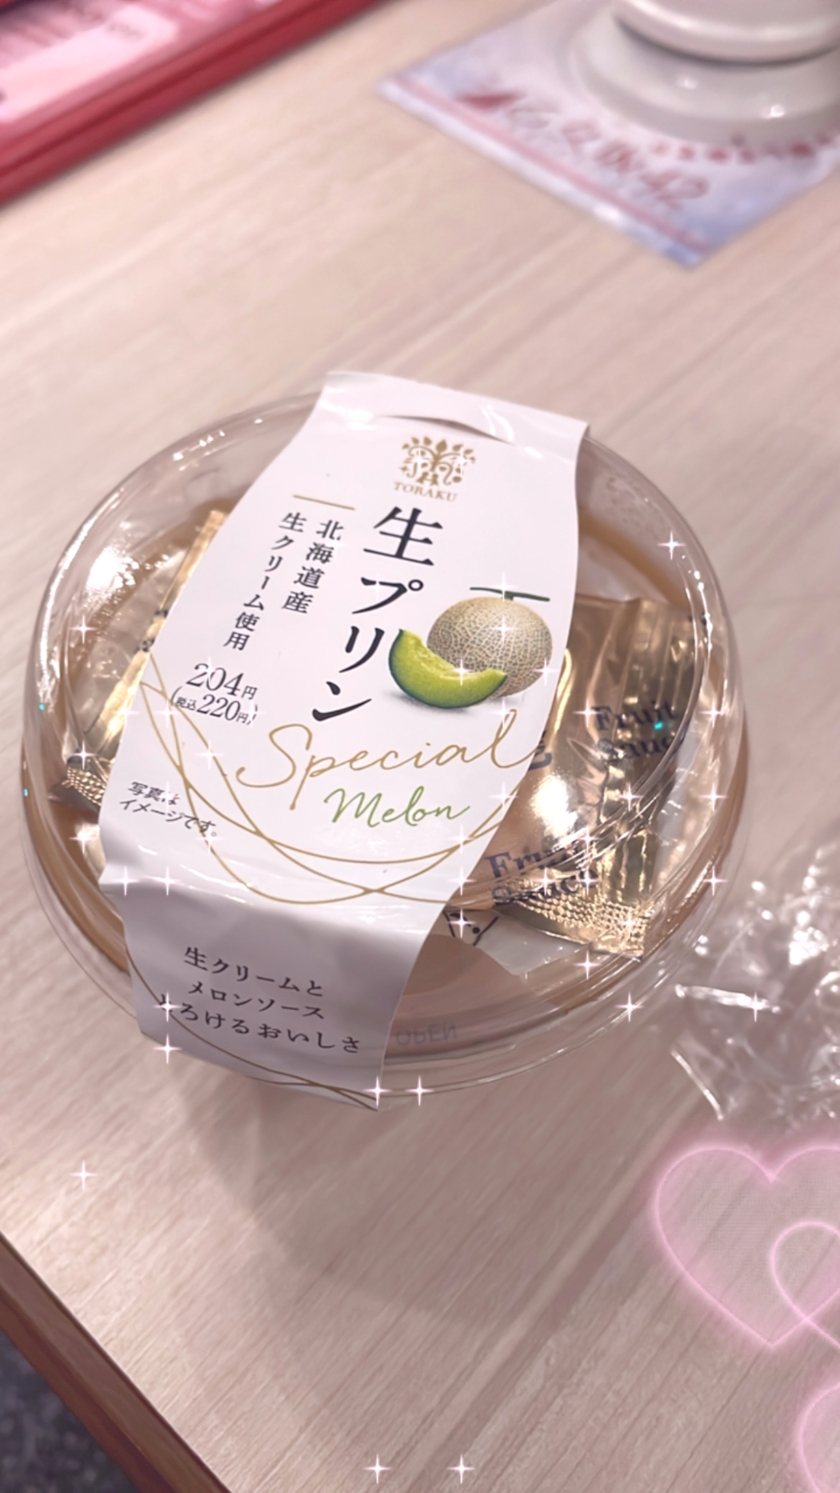 TORAKU
生プリン
北海道産
生クリーム使用
204円
(税込220円)
Special
Melon
写真は
イメージです。
Fruit
Sauce
Fruit
Sauce
生クリームと
メロンソース
とろけるおいしさ
OPEN